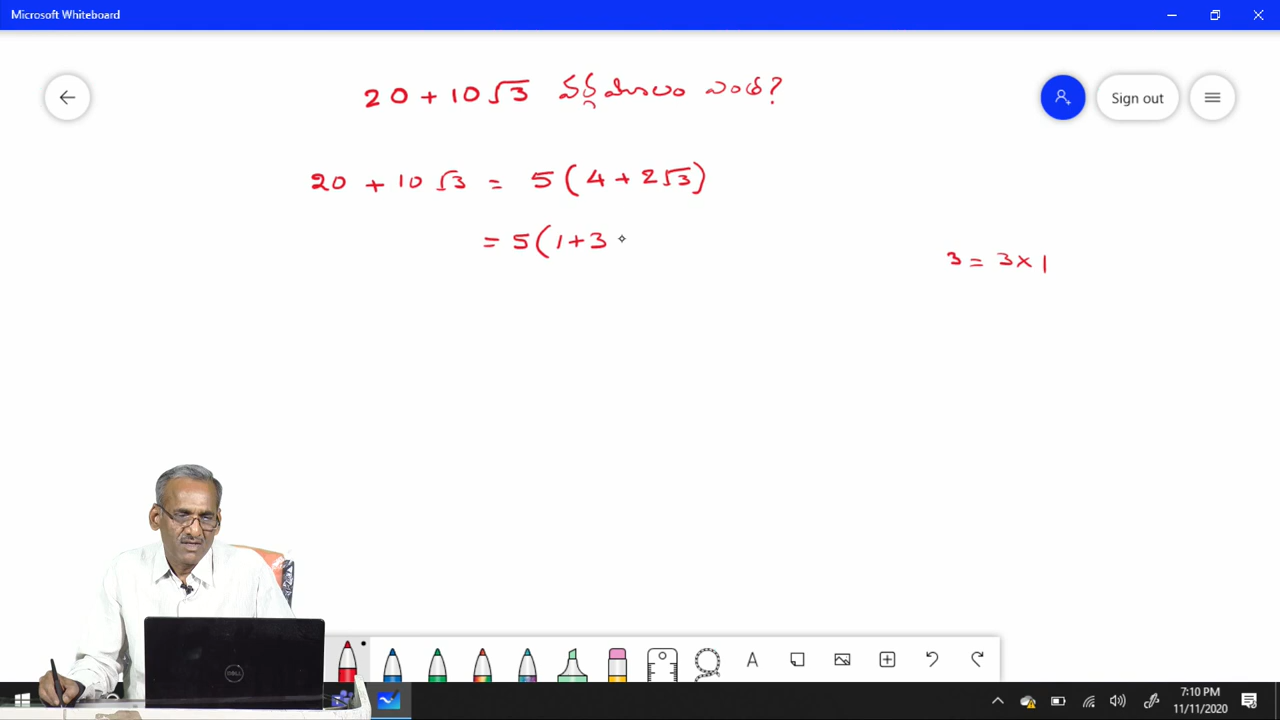 Microsoft Whiteboard
Sign out
20 + 10√3 వర్గమూలం ఎంత?
20 + 10√3 = 5(4+2√3)
= 5(1+3
3 = 3×1
DELL
7:10 PM
11/11/2020